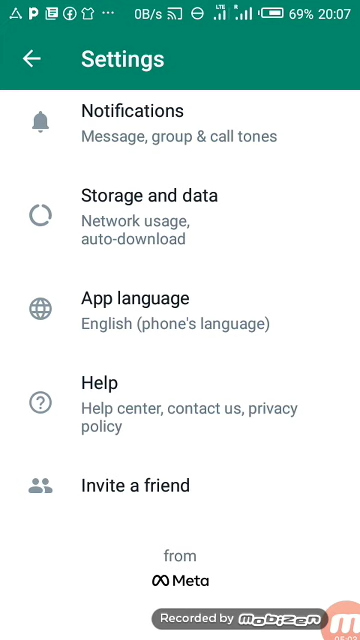 0B/s LTE R 69% 20:07
Settings
Notifications
Message, group & call tones
Storage and data
Network usage,
auto-download
App language
English (phone's language)
Help
Help center, contact us, privacy
policy
Invite a friend
from
Meta
Recorded by mobizen